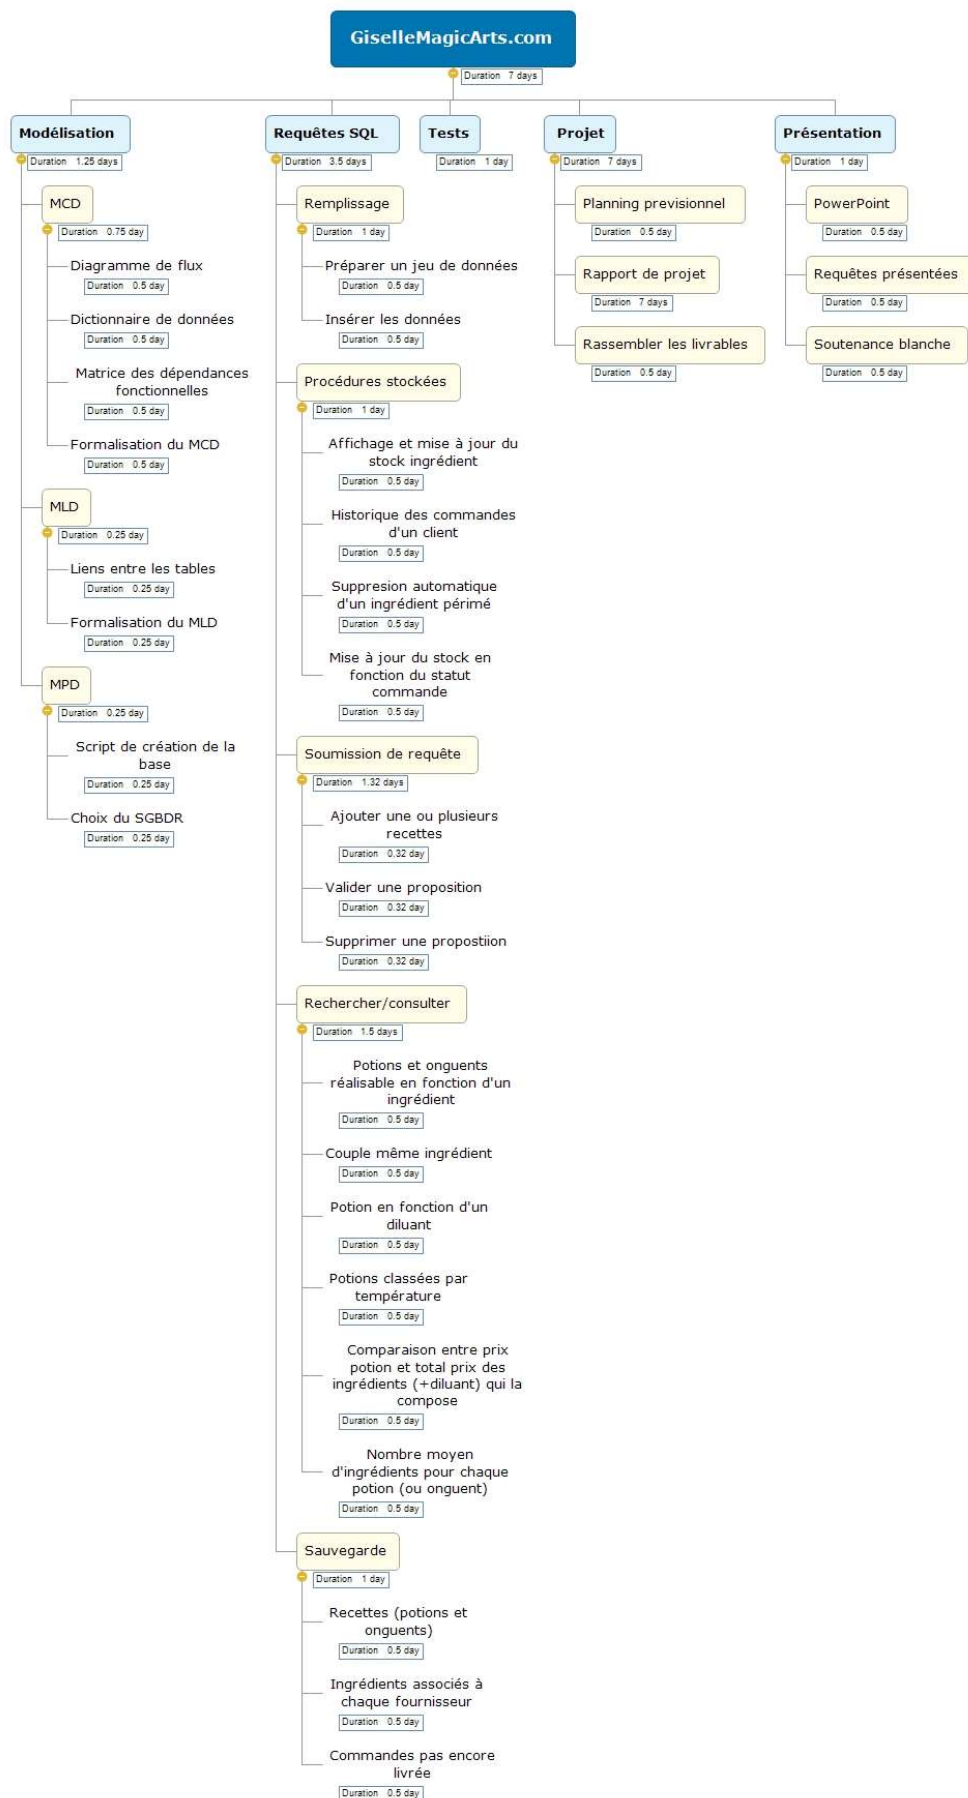 GiselleMagicArts.com
Duration 7 days
Modélisation
Duration 1.25 days
MCD
Duration 0.75 day
Diagramme de flux
Duration 0.5 day
Dictionnaire de données
Duration 0.5 day
Matrice des dépendances
fonctionnelles
Duration 0.5 day
Formalisation du MCD
Duration 0.5 day
MLD
Duration 0.25 day
Liens entre les tables
Duration 0.25 day
Formalisation du MLD
Duration 0.25 day
MPD
Duration 0.25 day
Script de création de la
base
Duration 0.25 day
Choix du SGBDR
Duration 0.25 day
Requêtes SQL
Duration 3.5 days
Remplissage
Duration 1 day
Préparer un jeu de données
Duration 0.5 day
Insérer les données
Duration 0.5 day
Procédures stockées
Duration 1 day
Affichage et mise à jour du
stock ingrédient
Duration 0.5 day
Historique des commandes
d'un client
Duration 0.5 day
Suppresion automatique
d'un ingrédient périmé
Duration 0.5 day
Mise à jour du stock en
fonction du statut
commande
Duration 0.5 day
Soumission de requête
Duration 1.32 days
Ajouter une ou plusieurs
recettes
Duration 0.32 day
Valider une proposition
Duration 0.32 day
Supprimer une propostiion
Duration 0.32 day
Rechercher/consulter
Duration 1.5 days
Potions et onguents
réalisable en fonction d'un
ingrédient
Duration 0.5 day
Couple même ingrédient
Duration 0.5 day
Potion en fonction d'un
diluant
Duration 0.5 day
Potions classées par
température
Duration 0.5 day
Comparaison entre prix
potion et total prix des
ingrédients (+diluant) qui la
compose
Duration 0.5 day
Nombre moyen
d'ingrédients pour chaque
potion (ou onguent)
Duration 0.5 day
Sauvegarde
Duration 1 day
Recettes (potions et
onguents)
Duration 0.5 day
Ingrédients associés à
chaque fournisseur
Duration 0.5 day
Commandes pas encore
livrée
Duration 0.5 day
Tests
Duration 1 day
Projet
Duration 7 days
Planning previsionnel
Duration 0.5 day
Rapport de projet
Duration 7 days
Rassembler les livrables
Duration 0.5 day
Présentation
Duration 1 day
PowerPoint
Duration 0.5 day
Requêtes présentées
Duration 0.5 day
Soutenance blanche
Duration 0.5 day